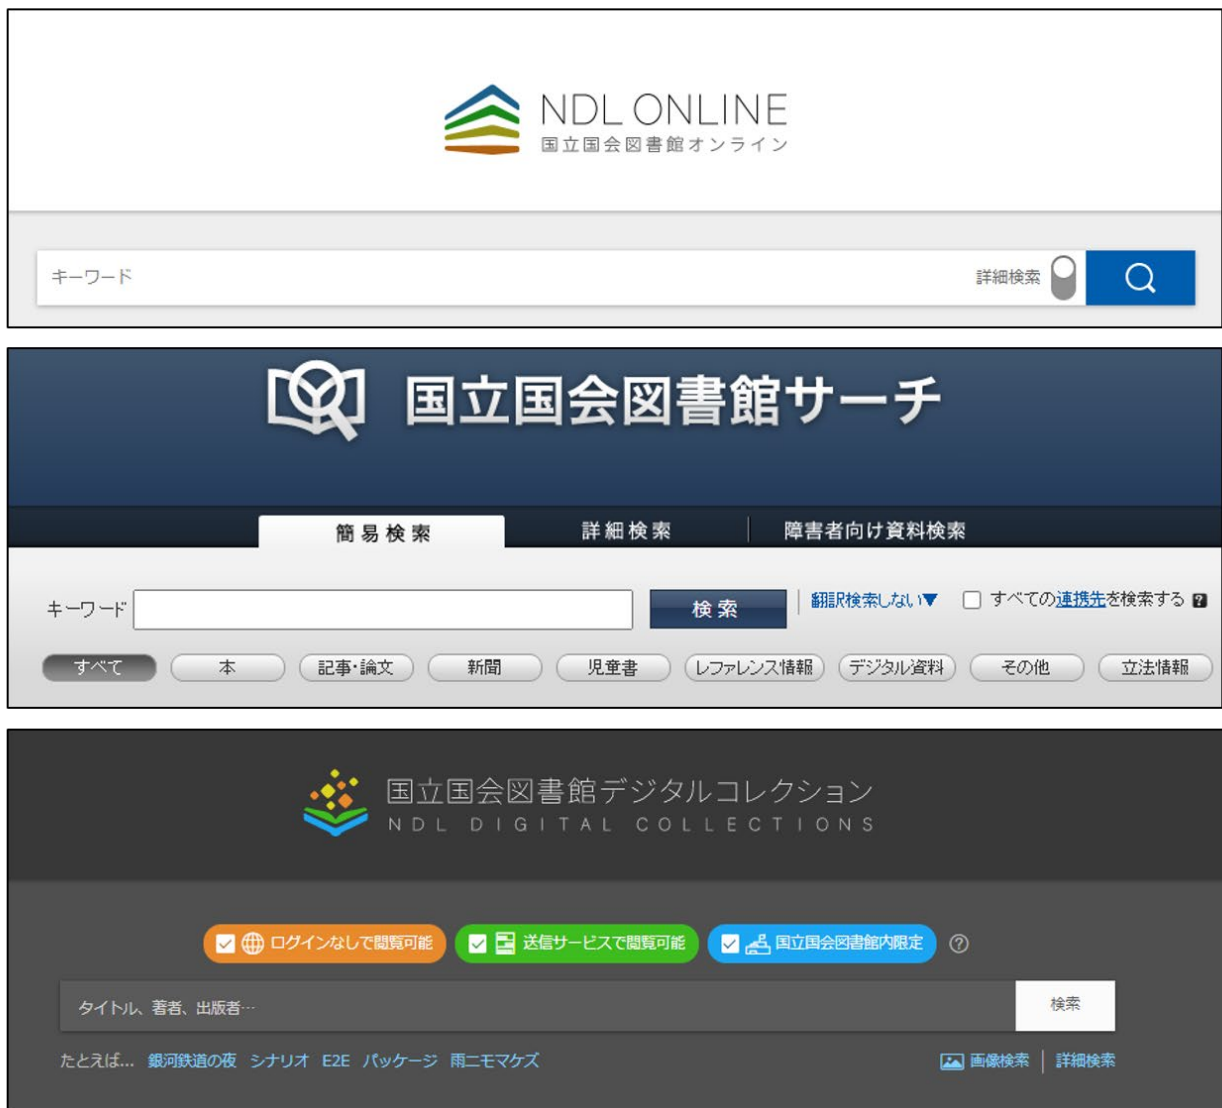 NDL ONLINE
国立国会図書館オンライン
キーワード 詳細検索
国立国会図書館サーチ
簡易検索 詳細検索 障害者向け資料検索
キーワード 検索 翻訳検索しない▼ すべての連携先を検索する ?
すべて 本 記事・論文 新聞 児童書 レファレンス情報 デジタル資料 その他 立法情報
国立国会図書館デジタルコレクション
NDL DIGITAL COLLECTIONS
ログインなしで閲覧可能 送信サービスで閲覧可能 国立国会図書館内限定 ?
タイトル、著者、出版者… 検索
たとえば... 銀河鉄道の夜 シナリオ E2E パッケージ 雨ニモマケズ 画像検索 詳細検索